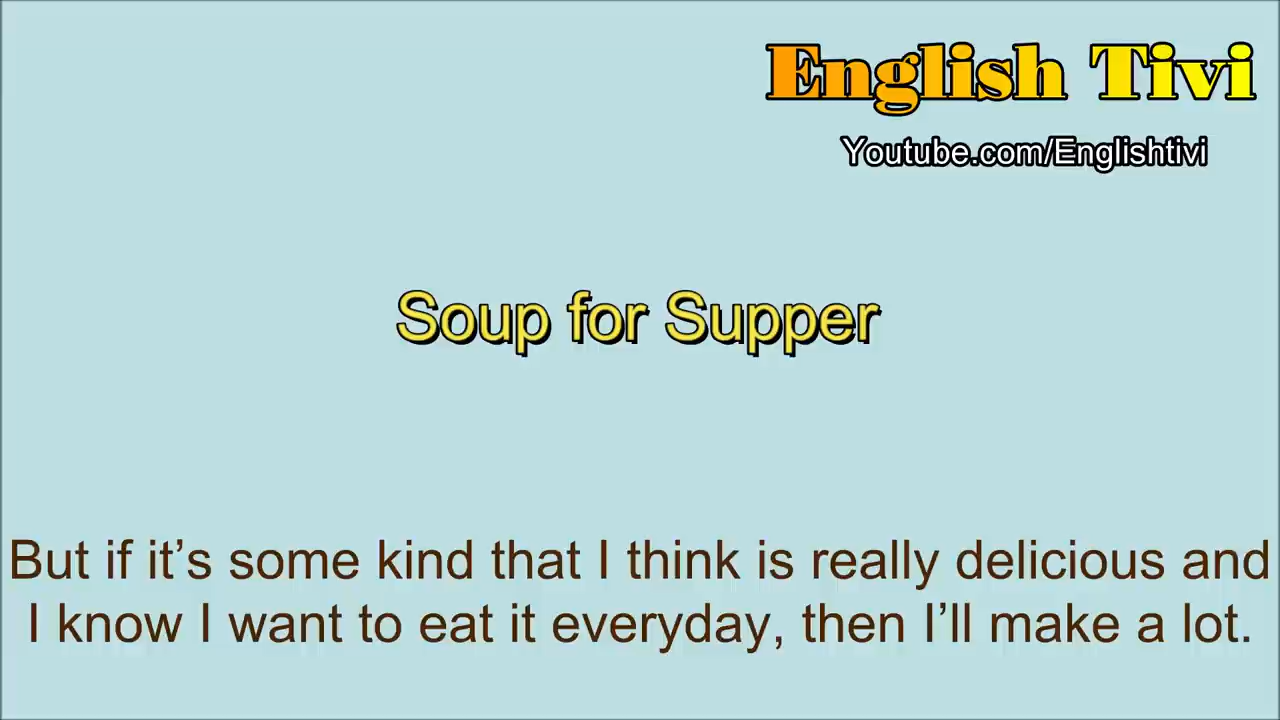 English Tivi
Youtube.com/Englishtivi
Soup for Supper
But if it’s some kind that I think is really delicious and
I know I want to eat it everyday, then I’ll make a lot.